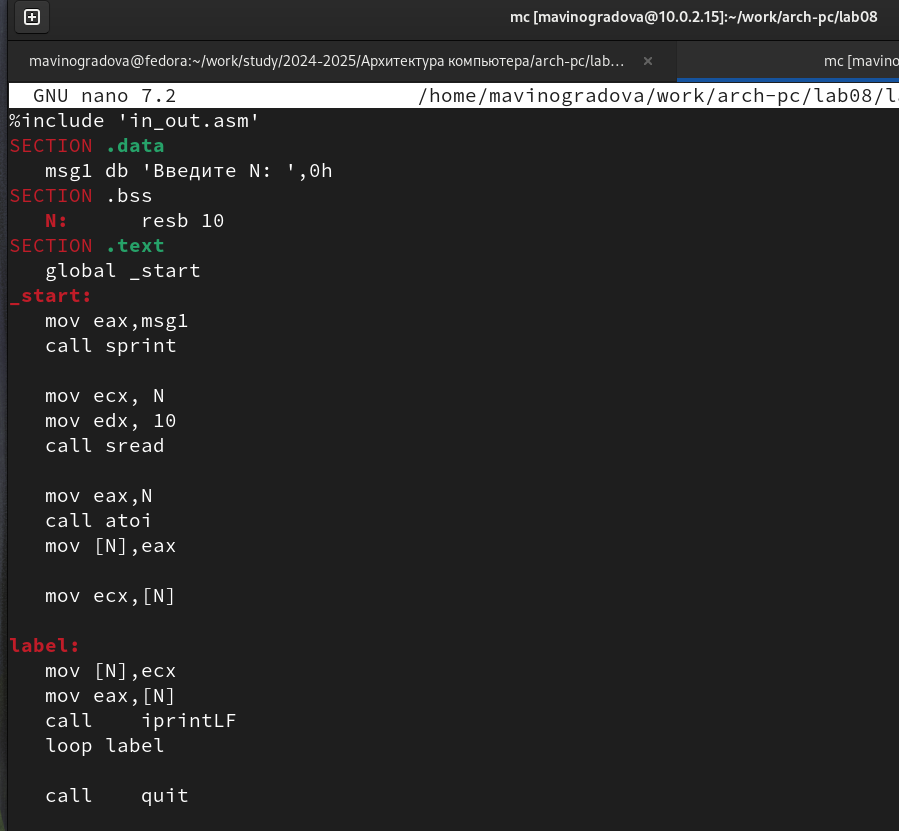 mc [mavinogradova@10.0.2.15]:~/work/arch-pc/lab08
mavinogradova@fedora:~/work/study/2024-2025/Архитектура компьютера/arch-pc/lab… × mc [mavino
GNU nano 7.2 /home/mavinogradova/work/arch-pc/lab08/l
%include 'in_out.asm'
SECTION .data
msg1 db 'Введите N: ',0h
SECTION .bss
N: resb 10
SECTION .text
global _start
_start:
mov eax,msg1
call sprint
mov ecx, N
mov edx, 10
call sread
mov eax,N
call atoi
mov [N],eax
mov ecx,[N]
label:
mov [N],ecx
mov eax,[N]
call iprintLF
loop label
call quit